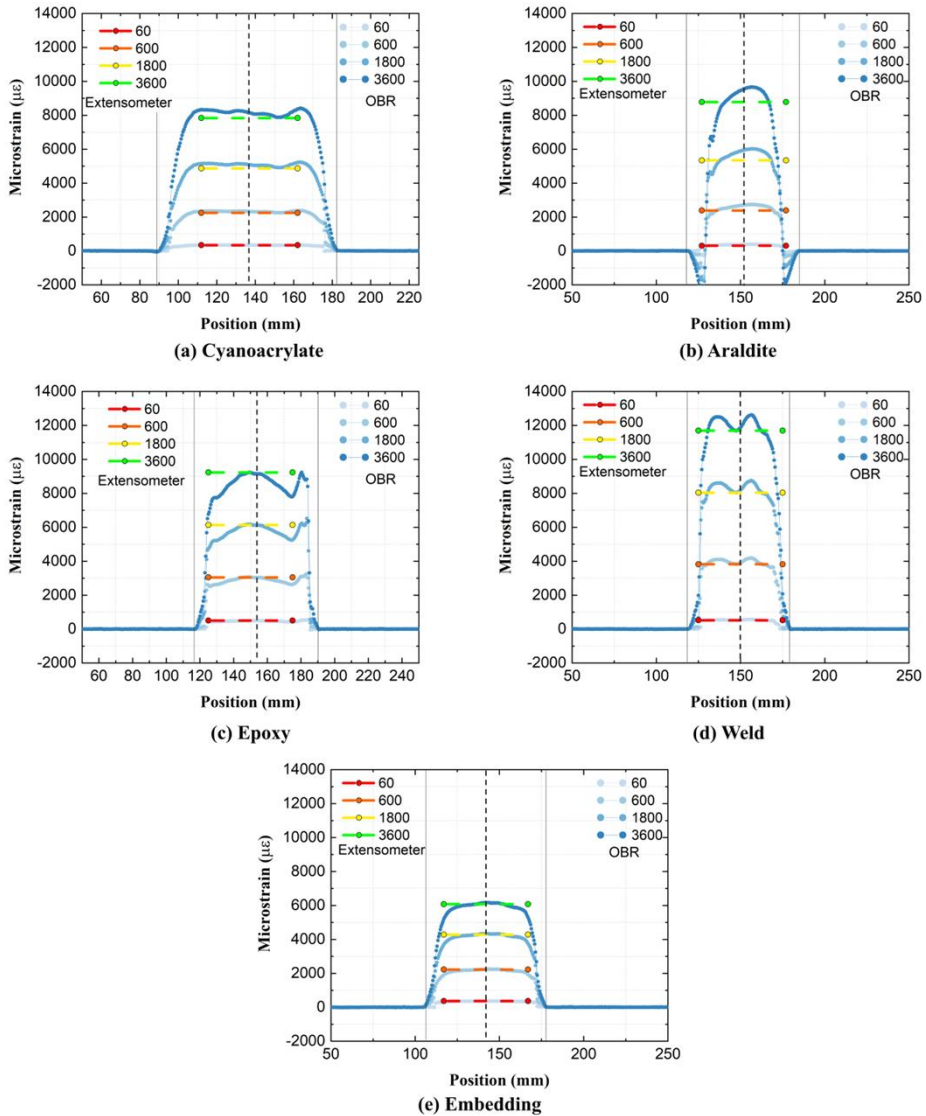 14000
12000
10000
8000
6000
4000
2000
0
-2000
Microstrain (µε)
60
600
1800
3600
Extensometer
60
600
1800
3600
OBR
60 80 100 120 140 160 180 200 220
Position (mm)
(a) Cyanoacrylate
14000
12000
10000
8000
6000
4000
2000
0
-2000
Microstrain (µε)
60
600
1800
3600
Extensometer
60
600
1800
3600
OBR
50 100 150 200 250
Position (mm)
(b) Araldite
14000
12000
10000
8000
6000
4000
2000
0
-2000
Microstrain (µε)
60
600
1800
3600
Extensometer
60
600
1800
3600
OBR
60 80 100 120 140 160 180 200 220 240
Position (mm)
(c) Epoxy
14000
12000
10000
8000
6000
4000
2000
0
-2000
Microstrain (µε)
60
600
1800
3600
Extensometer
60
600
1800
3600
OBR
50 100 150 200 250
Position (mm)
(d) Weld
14000
12000
10000
8000
6000
4000
2000
0
-2000
Microstrain (µε)
60
600
1800
3600
Extensometer
60
600
1800
3600
OBR
50 100 150 200 250
Position (mm)
(e) Embedding